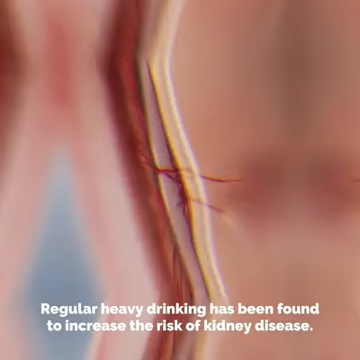 Regular heavy drinking has been found
to increase the risk of kidney disease.